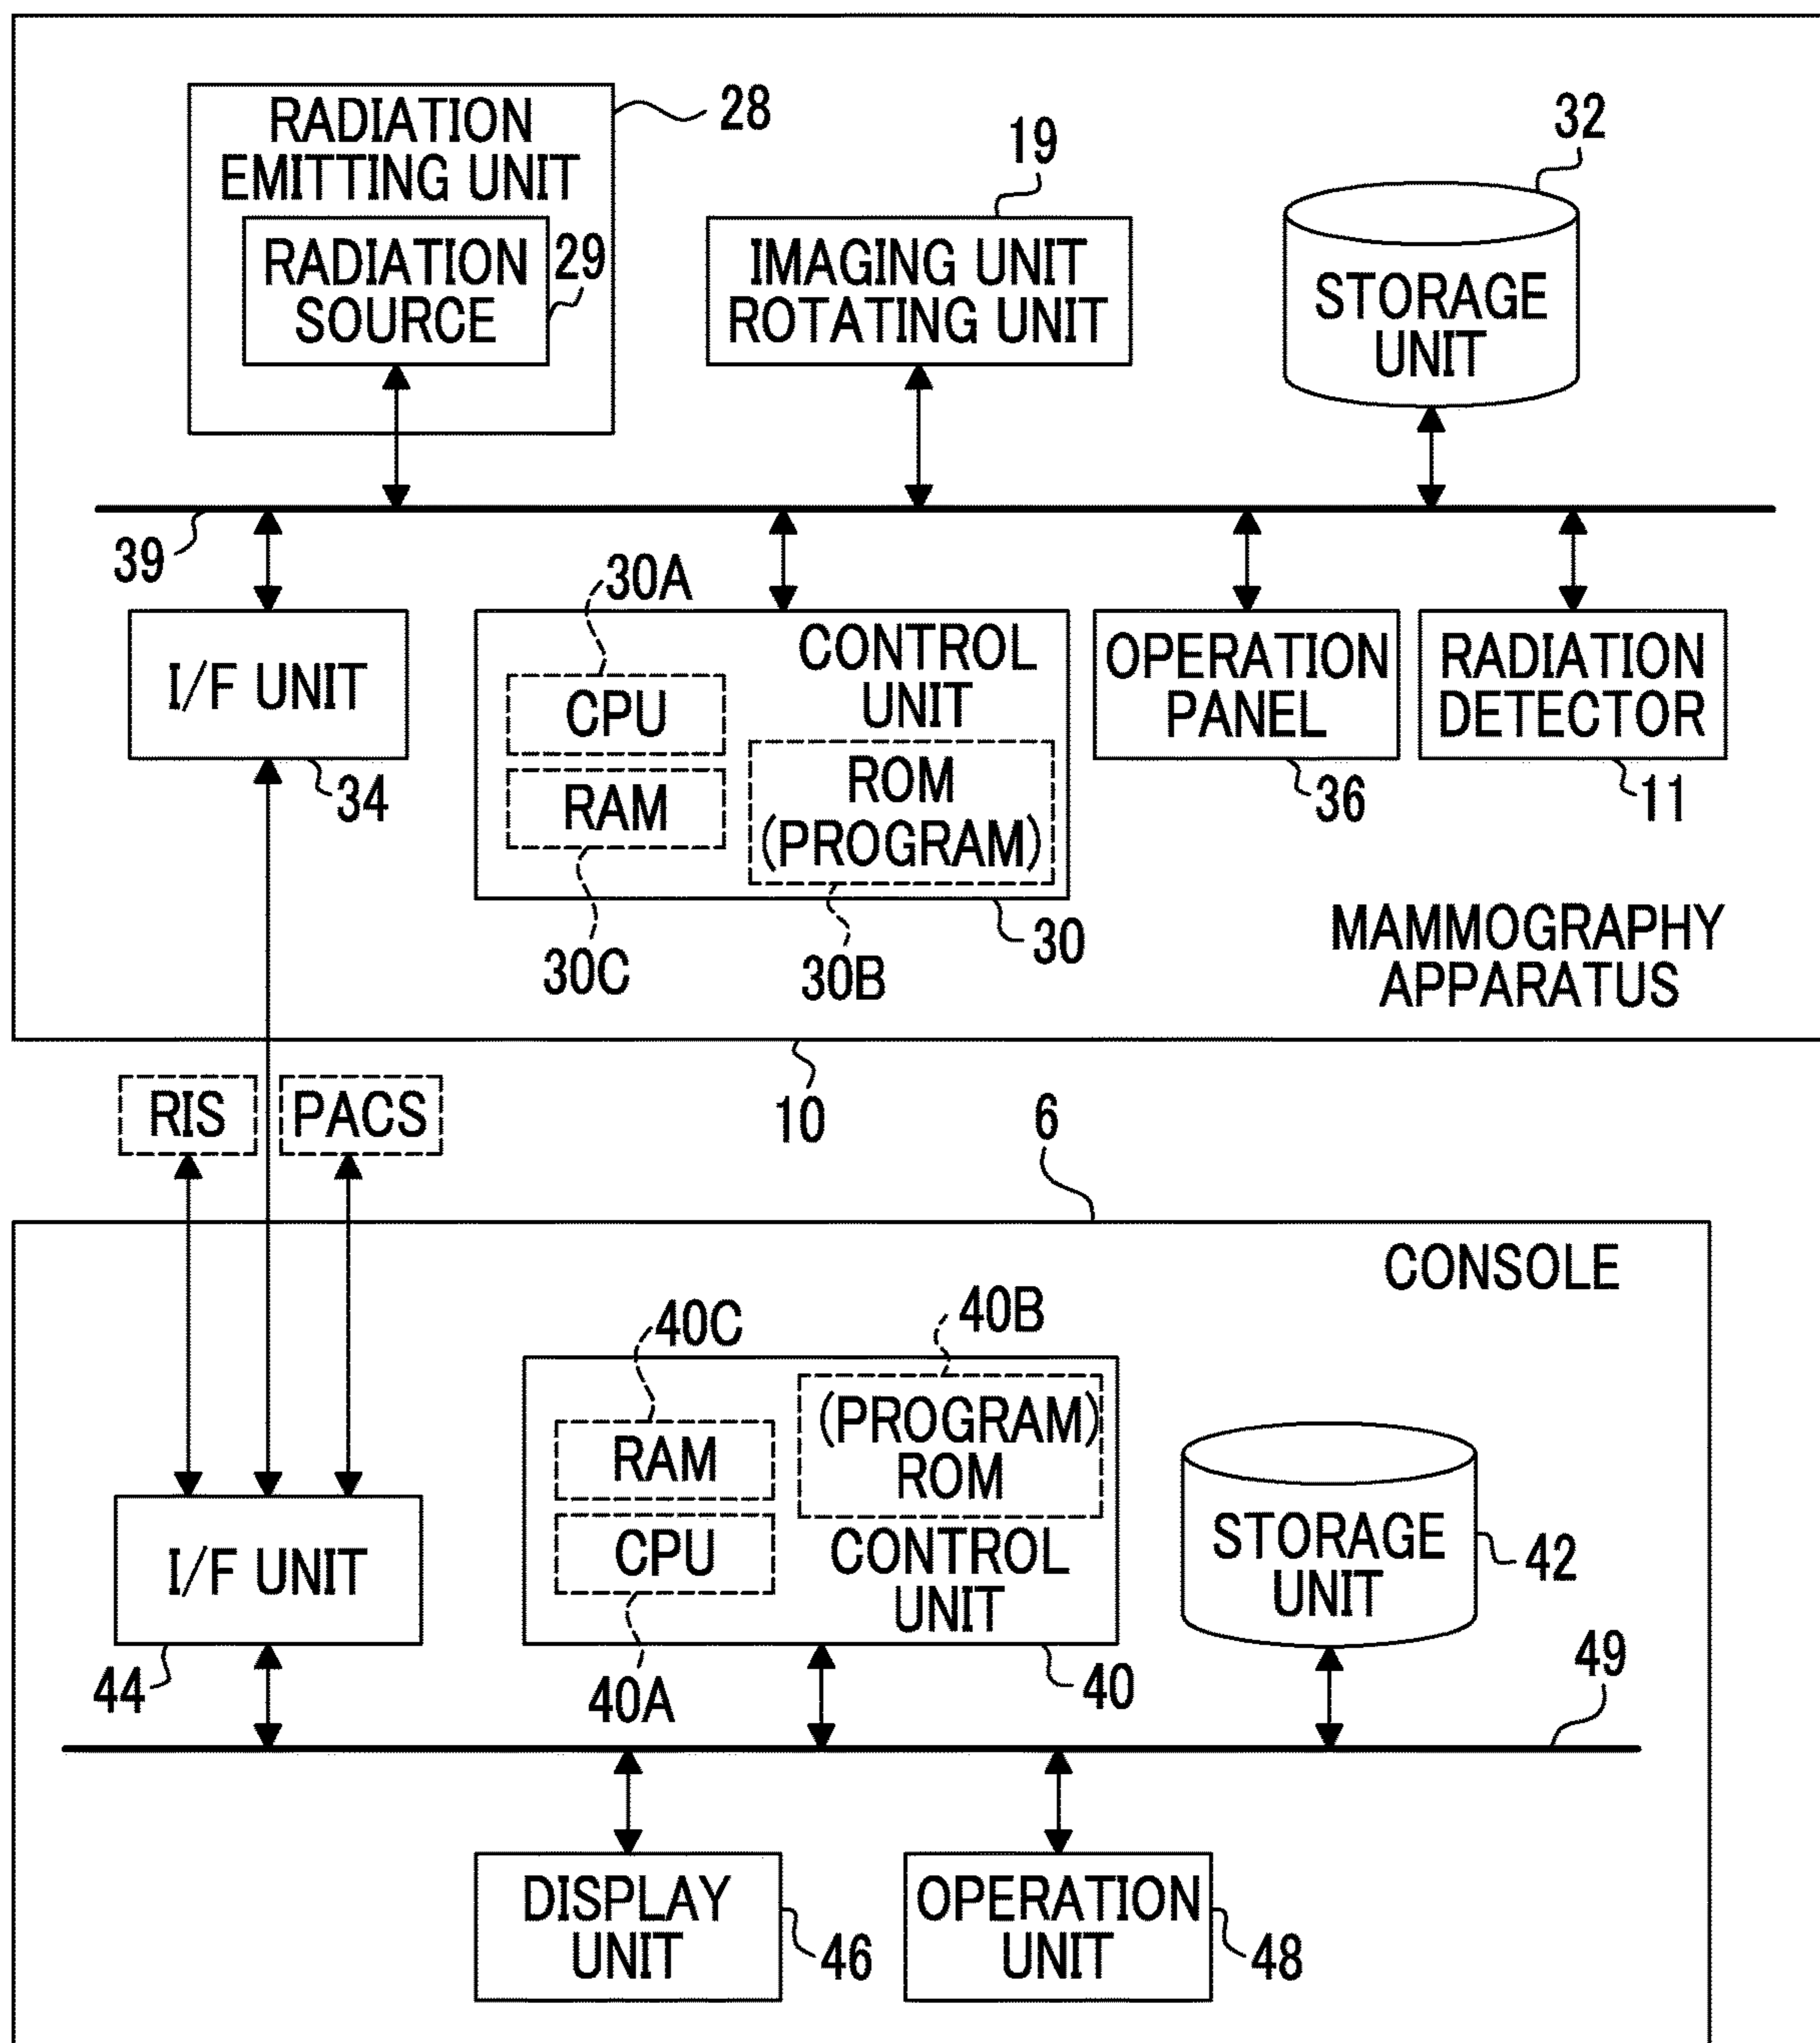 RADIATION
EMITTING UNIT
28
RADIATION
SOURCE
29
19
IMAGING UNIT
ROTATING UNIT
32
STORAGE
UNIT
39
I/F UNIT
34
30A
CPU
RAM
30C
CONTROL
UNIT
ROM
(PROGRAM)
30B
30
OPERATION
PANEL
36
RADIATION
DETECTOR
11
MAMMOGRAPHY
APPARATUS
10
RIS
PACS
6
CONSOLE
I/F UNIT
44
40C
RAM
CPU
40A
40B
(PROGRAM)
ROM
CONTROL
UNIT
40
STORAGE
UNIT
42
49
DISPLAY
UNIT
46
OPERATION
UNIT
48